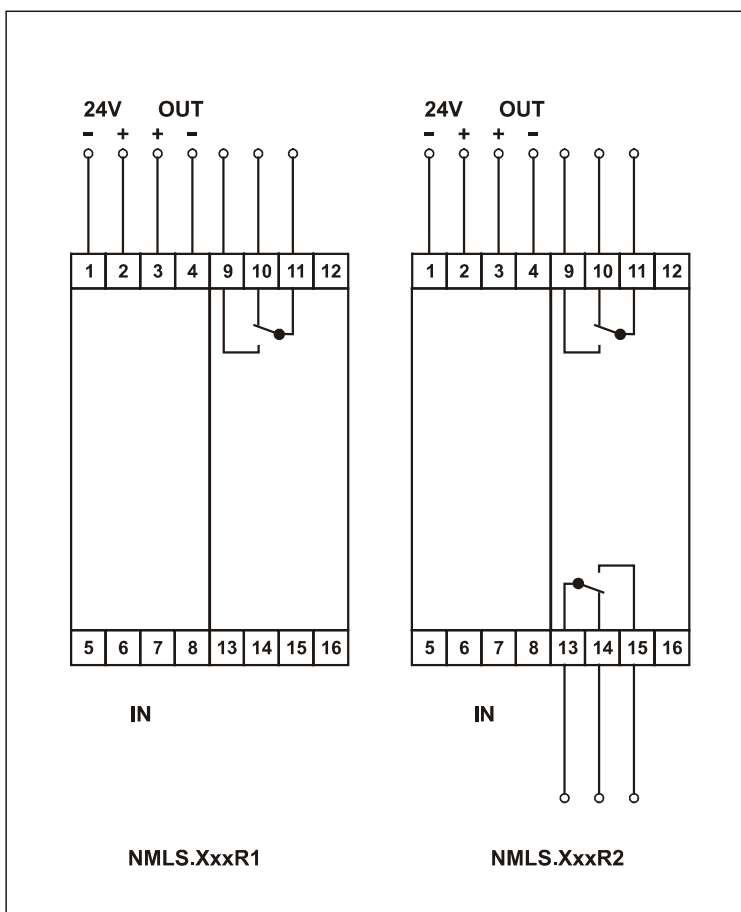 24V OUT
- + + -
1 2 3 4 9 10 11 12
5 6 7 8 13 14 15 16
IN
NMLS.XxxR1
24V OUT
- + + -
1 2 3 4 9 10 11 12
5 6 7 8 13 14 15 16
IN
NMLS.XxxR2